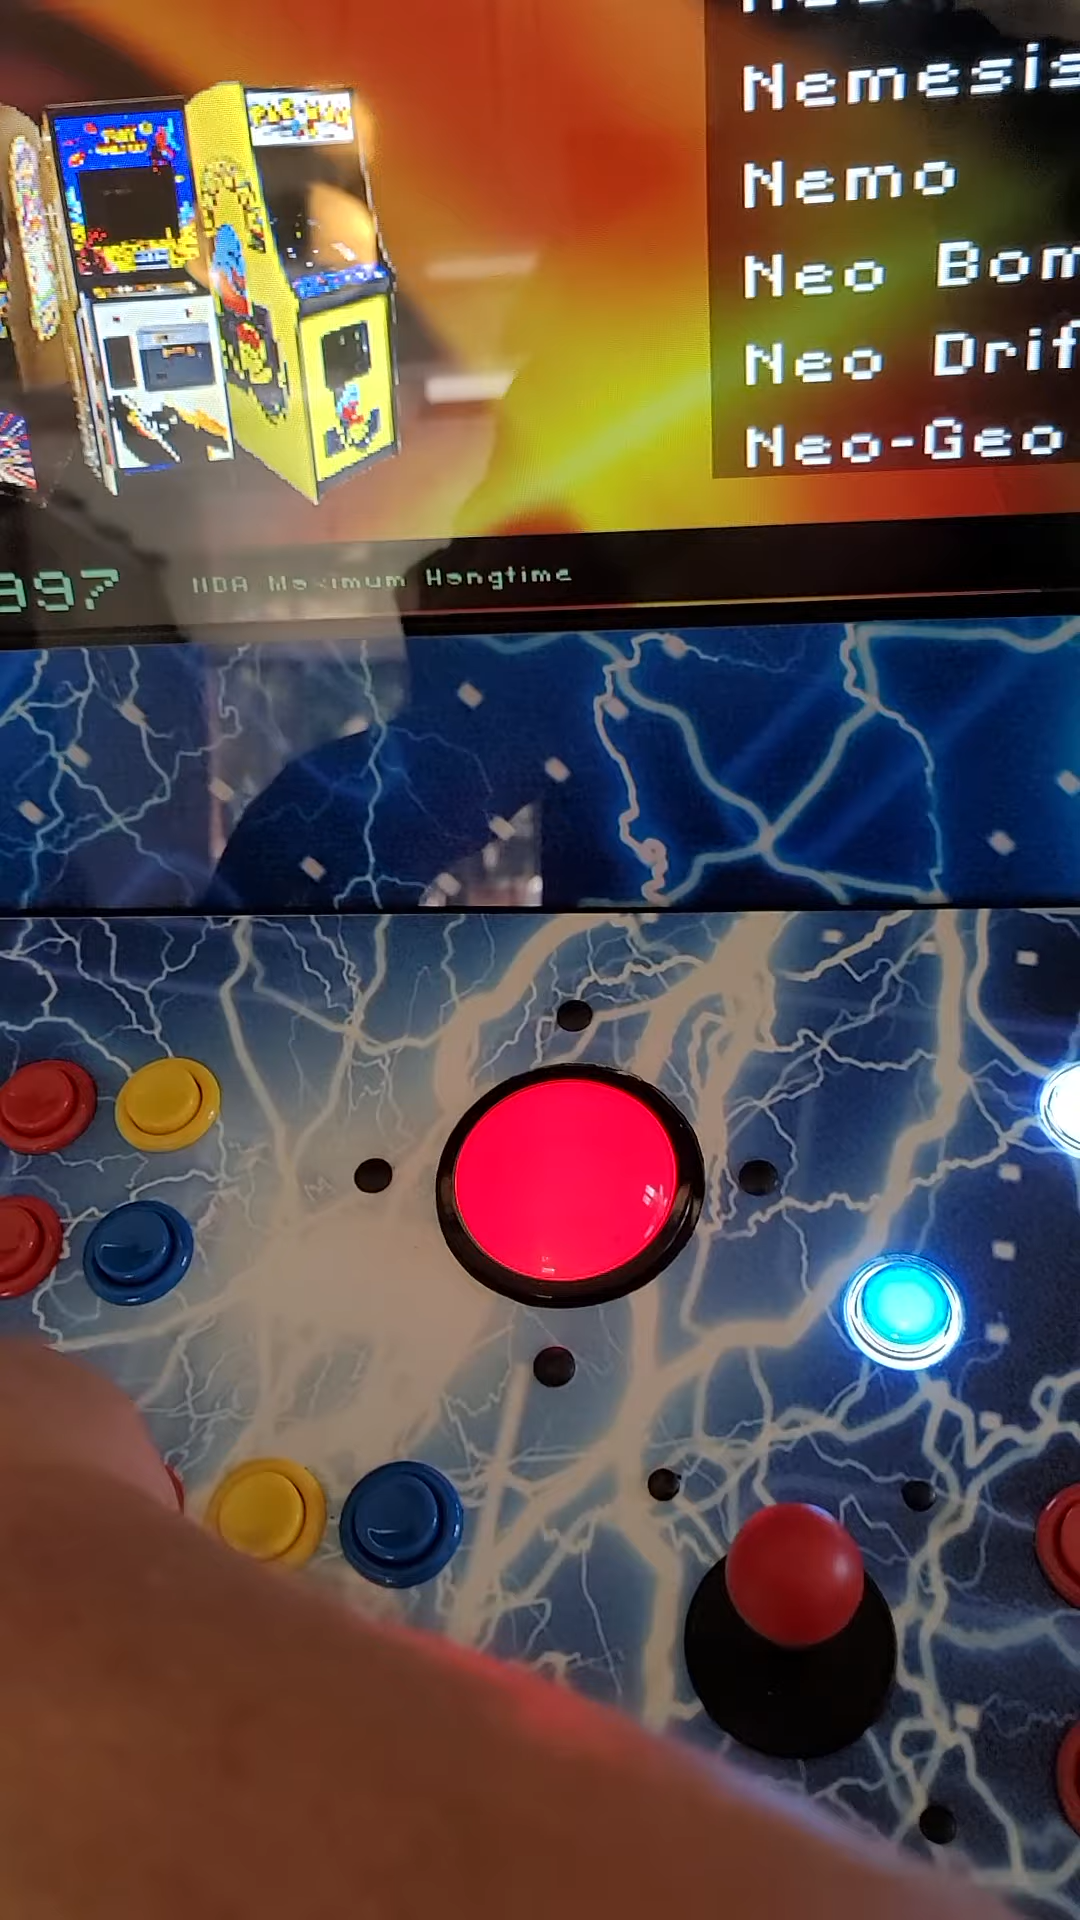 Nemesis
Nemo
Neo Bom
Neo Drif
Neo-Geo
997 NBA Maximum Hangtime